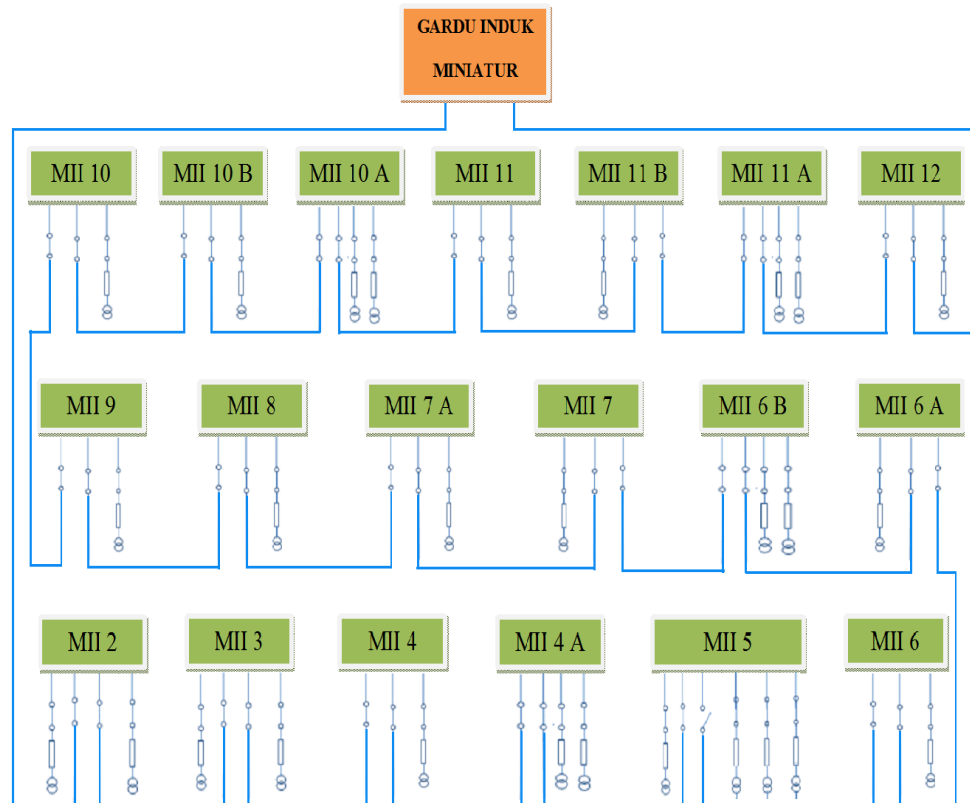 GARDU INDUK
MINIATUR
MII 10
MII 10 B
MII 10 A
MII 11
MII 11 B
MII 11 A
MII 12
MII 9
MII 8
MII 7 A
MII 7
MII 6 B
MII 6 A
MII 2
MII 3
MII 4
MII 4 A
MII 5
MII 6